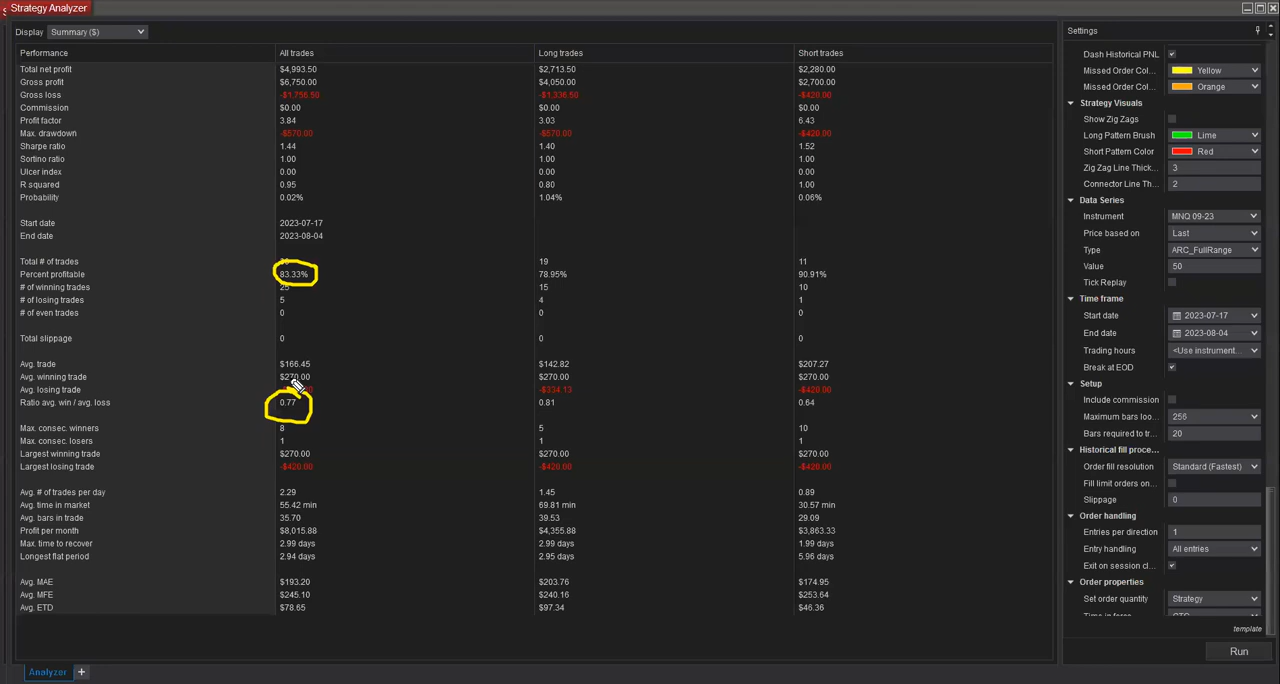 Strategy Analyzer
Display Summary ($)
Performance All trades Long trades Short trades
Total net profit $4,993.50 $2,713.50 $2,280.00
Gross profit $6,750.00 $4,050.00 $2,700.00
Gross loss -$1,756.50 -$1,336.50 -$420.00
Commission $0.00 $0.00 $0.00
Profit factor 3.84 3.03 6.43
Max. drawdown -$570.00 -$570.00 -$420.00
Sharpe ratio 1.44 1.40 1.52
Sortino ratio 1.00 1.00 1.00
Ulcer index 0.00 0.00 0.00
R squared 0.95 0.80 1.00
Probability 0.02% 1.04% 0.06%
Start date 2023-07-17
End date 2023-08-04
Total # of trades 19 11
Percent profitable 83.33% 78.95% 90.91%
# of winning trades 25 15 10
# of losing trades 5 4 1
# of even trades 0 0 0
Total slippage 0 0 0
Avg. trade $166.45 $142.82 $207.27
Avg. winning trade $270.00 $270.00 $270.00
Avg. losing trade -$334.13 -$420.00
Ratio avg. win / avg. loss 0.77 0.81 0.64
Max. consec. winners 8 5 10
Max. consec. losers 1 1 1
Largest winning trade $270.00 $270.00 $270.00
Largest losing trade -$420.00 -$420.00 -$420.00
Avg. # of trades per day 2.29 1.45 0.89
Avg. time in market 55.42 min 69.81 min 30.57 min
Avg. bars in trade 35.70 39.53 29.09
Profit per month $8,015.88 $4,355.88 $3,863.33
Max. time to recover 2.99 days 2.99 days 1.99 days
Longest flat period 2.94 days 2.95 days 5.96 days
Avg. MAE $193.20 $203.76 $174.95
Avg. MFE $245.10 $240.16 $253.64
Avg. ETD $78.65 $97.34 $46.36
Analyzer +
Settings
Dash Historical PNL
Missed Order Col... Yellow
Missed Order Col... Orange
Strategy Visuals
Show Zig Zags
Long Pattern Brush Lime
Short Pattern Color Red
Zig Zag Line Thick... 3
Connector Line Th... 2
Data Series
Instrument MNQ 09-23
Price based on Last
Type ARC_FullRange
Value 50
Tick Replay
Time frame
Start date 2023-07-17
End date 2023-08-04
Trading hours <Use instrument...
Break at EOD
Setup
Include commission
Maximum bars loo... 256
Bars required to tr... 20
Historical fill proce...
Order fill resolution Standard (Fastest)
Fill limit orders on...
Slippage 0
Order handling
Entries per direction 1
Entry handling All entries
Exit on session cl...
Order properties
Set order quantity Strategy
template
Run